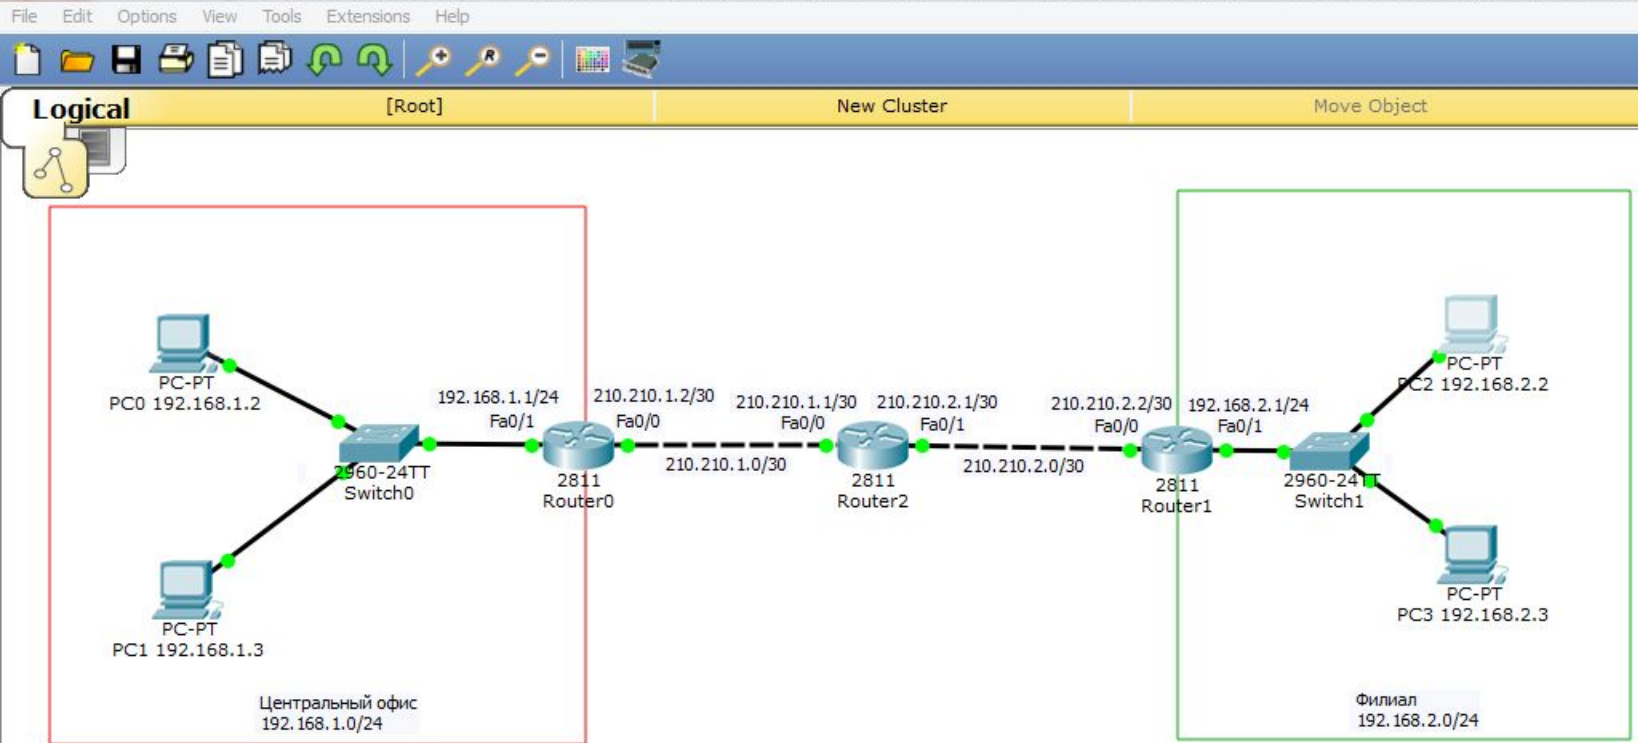 File Edit Options View Tools Extensions Help
R
Logical
[Root]
New Cluster
Move Object
PC-PT
PC0 192.168.1.2
2960-24TT
Switch0
PC-PT
PC1 192.168.1.3
Центральный офис
192.168.1.0/24
192.168.1.1/24
Fa0/1
210.210.1.2/30
Fa0/0
2811
Router0
210.210.1.0/30
210.210.1.1/30
Fa0/0
210.210.2.1/30
Fa0/1
2811
Router2
210.210.2.0/30
210.210.2.2/30
Fa0/0
192.168.2.1/24
Fa0/1
2811
Router1
2960-24TT
Switch1
PC-PT
PC2 192.168.2.2
PC-PT
PC3 192.168.2.3
Филиал
192.168.2.0/24